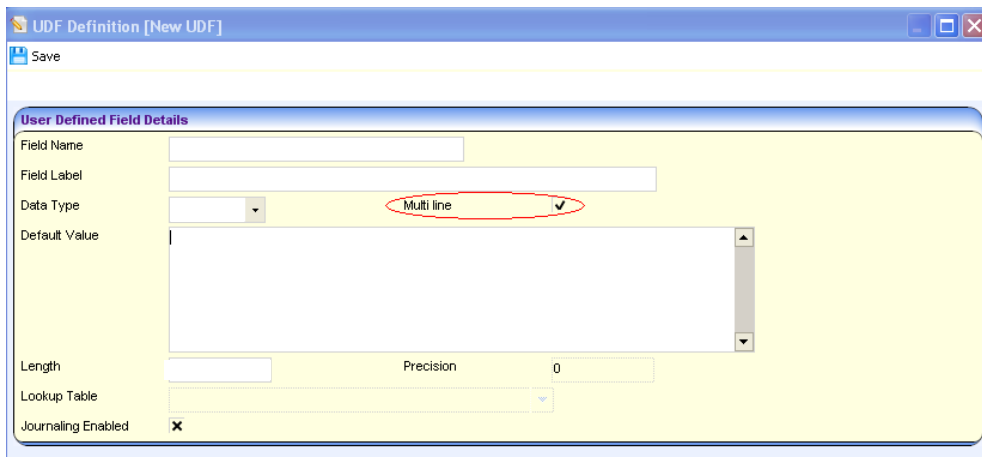 UDF Definition [New UDF]
Save
User Defined Field Details
Field Name
Field Label
Data Type Multi line
Default Value
Length Precision 0
Lookup Table
Journaling Enabled